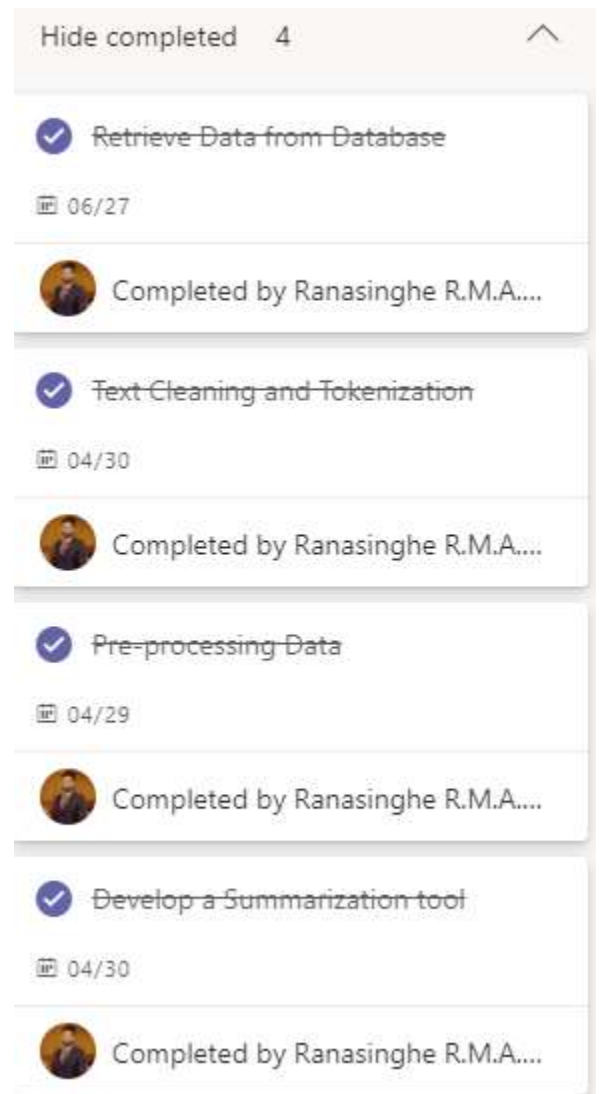 Hide completed 4
Retrieve Data from Database
06/27
Completed by Ranasinghe R.M.A....
Text Cleaning and Tokenization
04/30
Completed by Ranasinghe R.M.A....
Pre-processing Data
04/29
Completed by Ranasinghe R.M.A....
Develop a Summarization tool
04/30
Completed by Ranasinghe R.M.A....